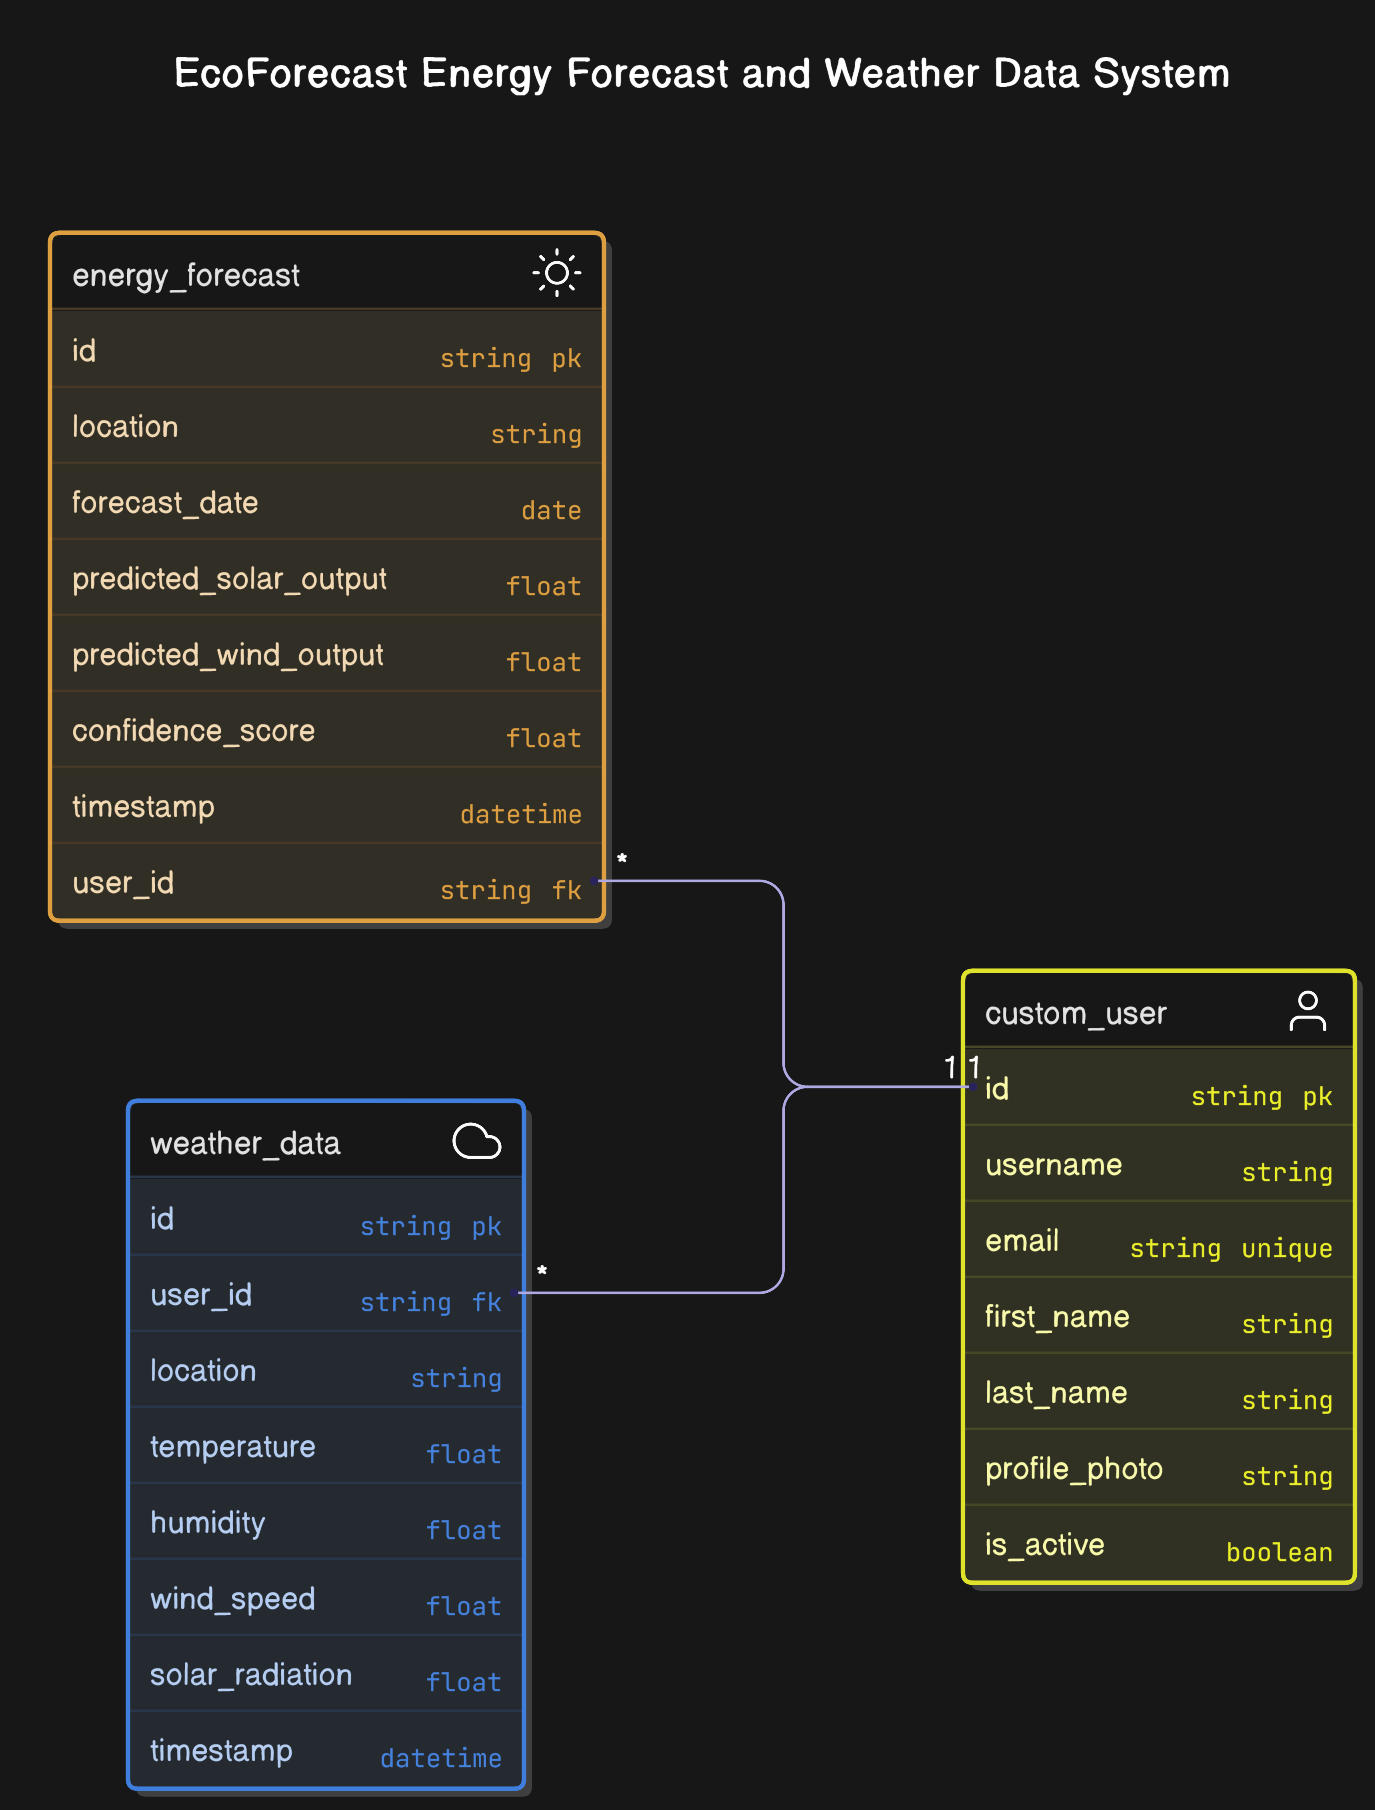 EcoForecast Energy Forecast and Weather Data System
energy_forecast
id string pk
location string
forecast_date date
predicted_solar_output float
predicted_wind_output float
confidence_score float
timestamp datetime
user_id string fk
*
custom_user
1 1
id string pk
username string
email string unique
first_name string
last_name string
profile_photo string
is_active boolean
weather_data
id string pk
user_id string fk
*
location string
temperature float
humidity float
wind_speed float
solar_radiation float
timestamp datetime